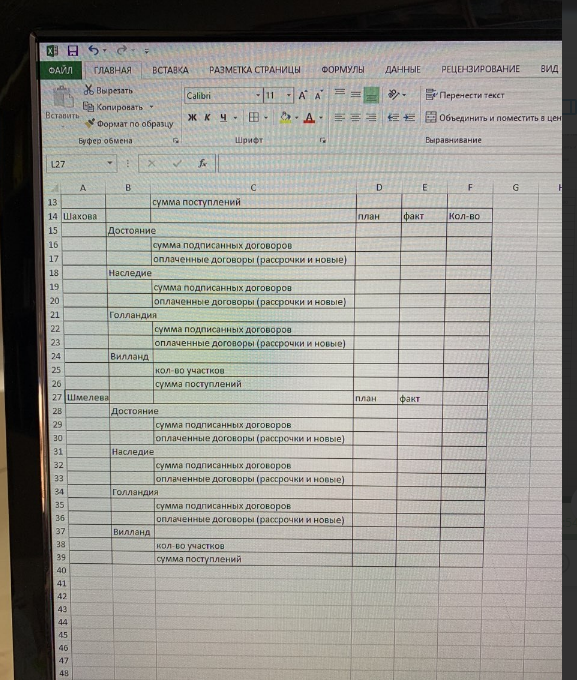 ФАЙЛ ГЛАВНАЯ ВСТАВКА РАЗМЕТКА СТРАНИЦЫ ФОРМУЛЫ ДАННЫЕ РЕЦЕНЗИРОВАНИЕ ВИД
Вставить
Вырезать
Копировать
Формат по образцу
Буфер обмена
Calibri 11
Ж К Ч
Шрифт
Перенести текст
Объединить и поместить в цен
Выравнивание
L27 fx
A B C D E F G H
13 сумма поступлений
14 Шахова план факт Кол-во
15 Достояние
16 сумма подписанных договоров
17 оплаченные договоры (рассрочки и новые)
18 Наследие
19 сумма подписанных договоров
20 оплаченные договоры (рассрочки и новые)
21 Голландия
22 сумма подписанных договоров
23 оплаченные договоры (рассрочки и новые)
24 Вилланд
25 кол-во участков
26 сумма поступлений
27 Шмелева план факт
28 Достояние
29 сумма подписанных договоров
30 оплаченные договоры (рассрочки и новые)
31 Наследие
32 сумма подписанных договоров
33 оплаченные договоры (рассрочки и новые)
34 Голландия
35 сумма подписанных договоров
36 оплаченные договоры (рассрочки и новые)
37 Вилланд
38 кол-во участков
39 сумма поступлений
40
41
42
43
44
45
46
47
48